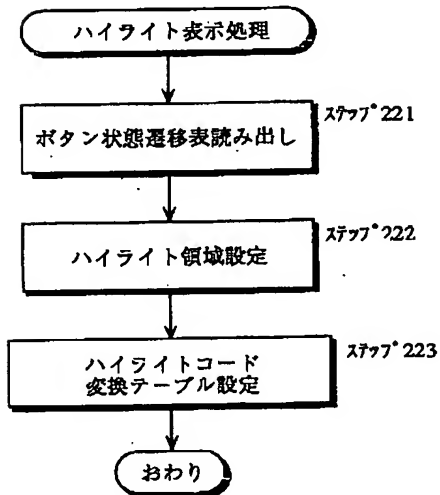 ハイライト表示処理
ステップ221
ボタン状態遷移表読み出し
ステップ222
ハイライト領域設定
ステップ223
ハイライトコード
変換テーブル設定
おわり